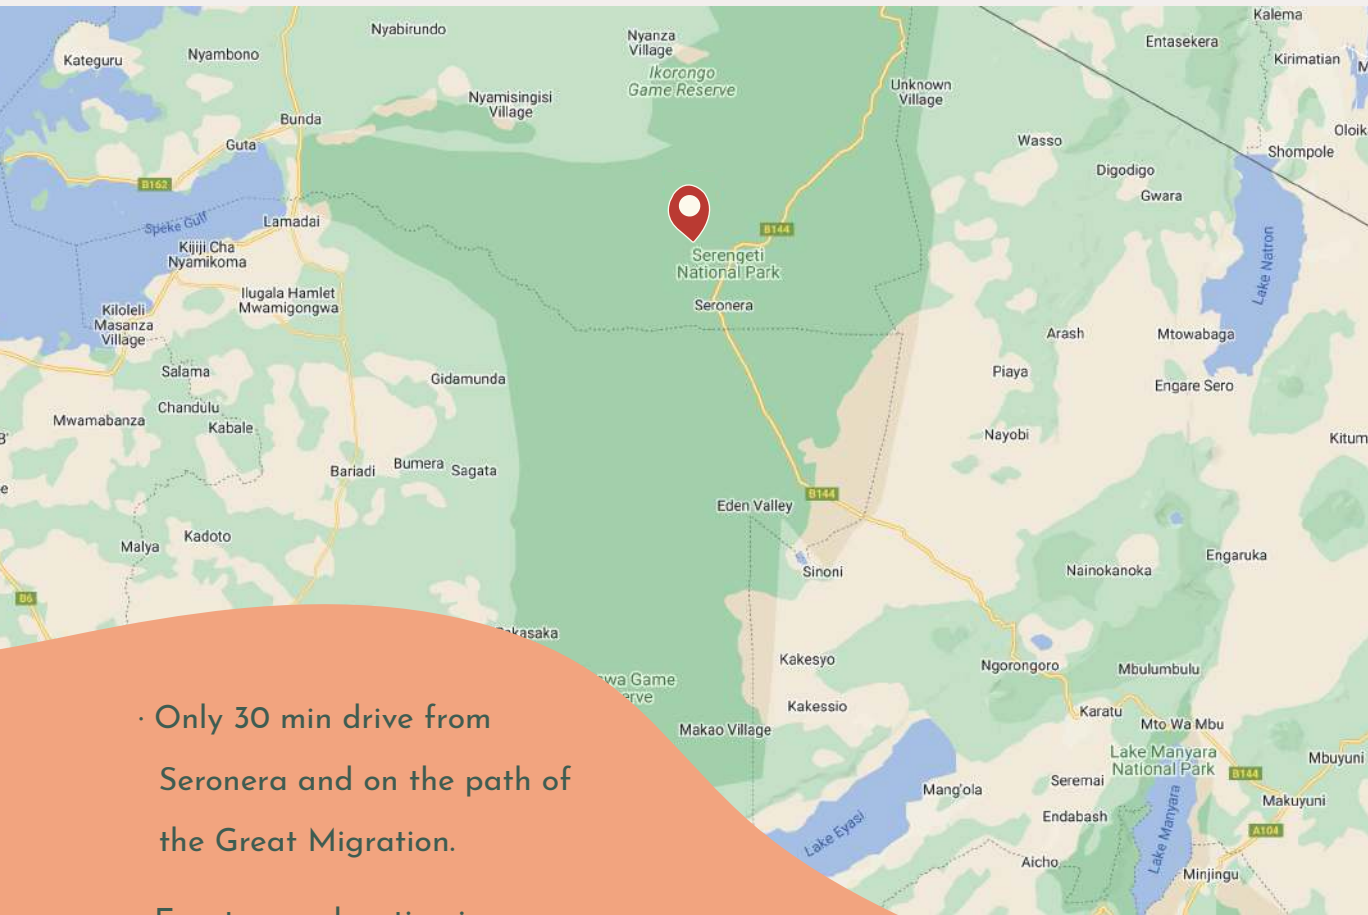 Kalema
Nyabirundo
Nyanza
Village
Entasekera
Kateguru
Nyambono
Kirimatian
Ikorongo
Game Reserve
Unknown
Village
Nyamisingisi
Village
Bunda
Oloik
Guta
Wasso
Shompole
Digodigo
B162
Gwara
Speke Gulf
Lamadai
B144
Kijiji Cha
Nyamikoma
Serengeti
National Park
Lake Natron
Ilugala Hamlet
Mwamigongwa
Seronera
Kiloleli
Masanza
Village
Arash
Mtowabaga
Salama
Gidamunda
Piaya
Engare Sero
Chandulu
Mwamabanza
Kabale
Nayobi
Kitum
Bariadi
Bumera
Sagata
B144
Eden Valley
Malya
Kadoto
Engaruka
Sinoni
Nainokanoka
B6
kasaka
Kakesyo
Ngorongoro
Mbulumbulu
wa Game
erve
Kakessio
Karatu
Mto Wa Mbu
Makao Village
Lake Manyara
National Park
Mbuyuni
B144
Seremai
Mang'ola
Makuyuni
Endabash
Lake Eyasi
Lake Manyara
A104
Aicho
Minjingu
· Only 30 min drive from
Seronera and on the path of
the Great Migration.